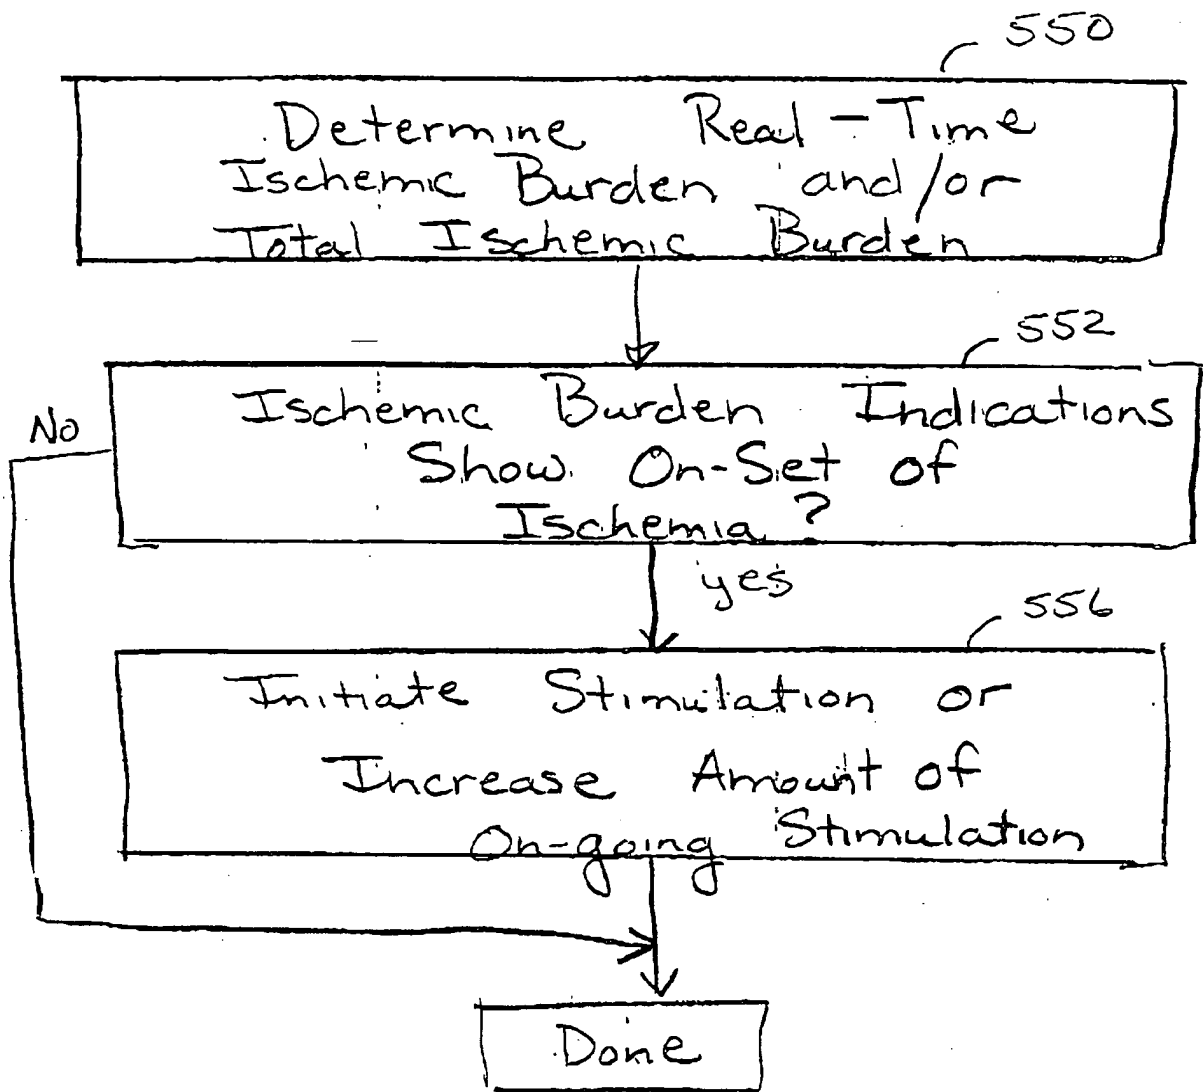 550
Determine Real-Time
Ischemic Burden and/or
Total Ischemic Burden
552
Ischemic Burden Indications
Show On-Set of
Ischemia?
No
yes
556
Initiate Stimulation or
Increase Amount of
On-going Stimulation
Done